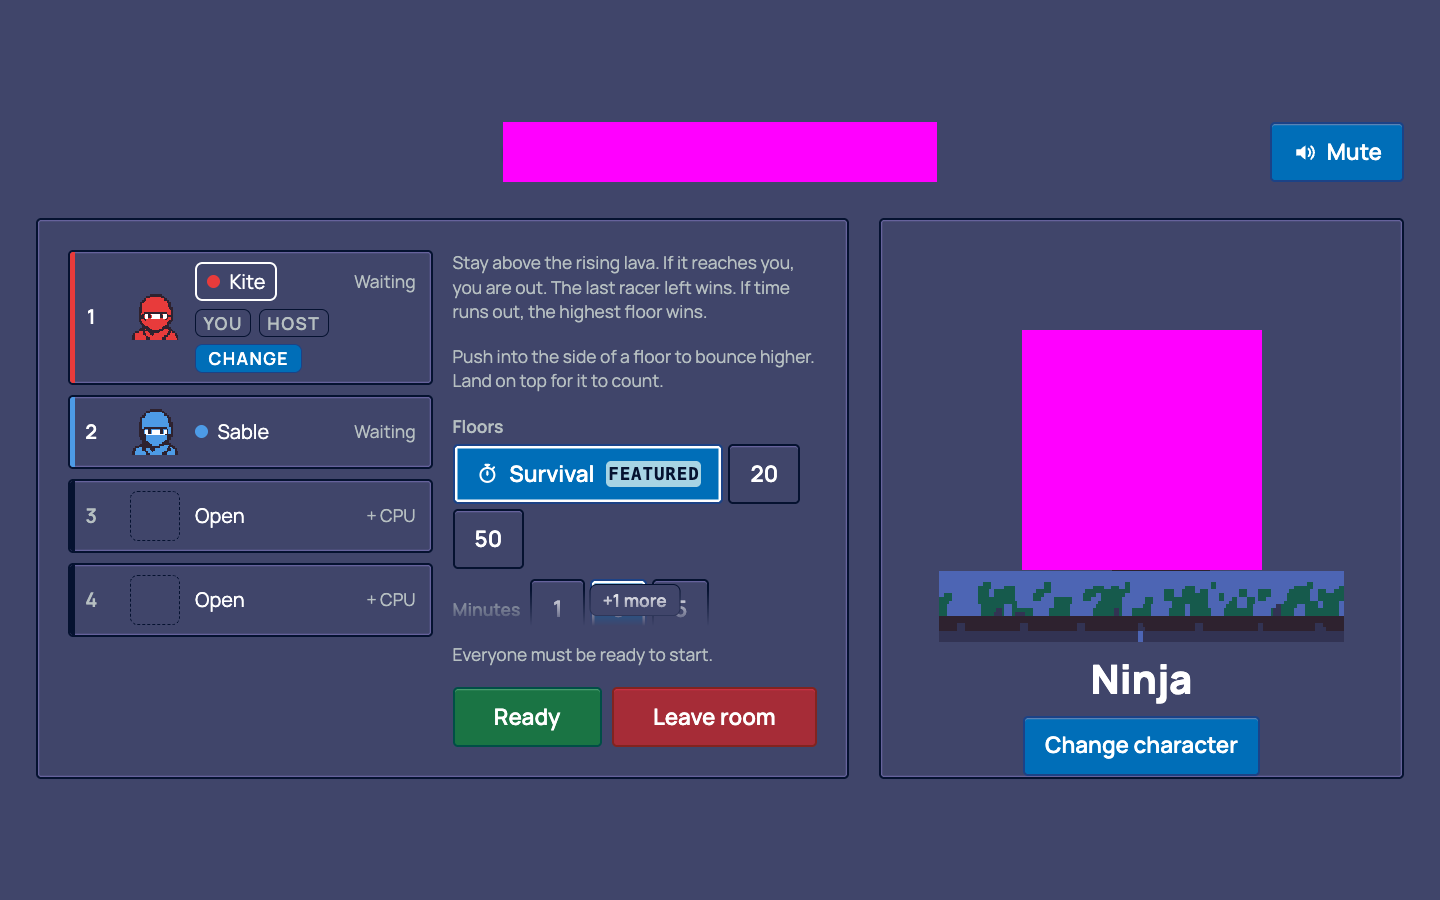 Mute
1
Kite
Waiting
YOU HOST
CHANGE
2
Sable
Waiting
3
Open
+ CPU
4
Open
+ CPU
Stay above the rising lava. If it reaches you,
you are out. The last racer left wins. If time
runs out, the highest floor wins.
Push into the side of a floor to bounce higher.
Land on top for it to count.
Floors
Survival FEATURED
20
50
Minutes
1
+1 more
5
Everyone must be ready to start.
Ready
Leave room
Ninja
Change character